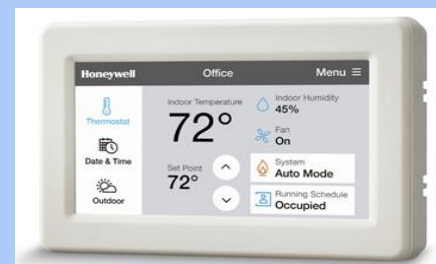 Honeywell
Office
Menu
Thermostat
Date & Time
Outdoor
Indoor Temperature
72°
Set Point
72°
Indoor Humidity
45%
Fan
On
System
Auto Mode
Running Schedule
Occupied